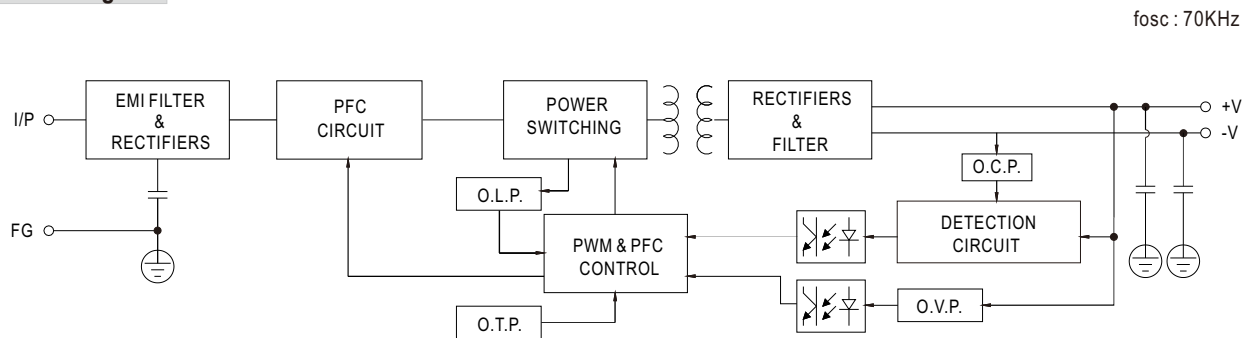 fosc : 70KHz
I/P
EMI FILTER
&
RECTIFIERS
PFC
CIRCUIT
POWER
SWITCHING
RECTIFIERS
&
FILTER
+V
-V
O.C.P.
O.L.P.
DETECTION
CIRCUIT
FG
PWM & PFC
CONTROL
O.T.P.
O.V.P.